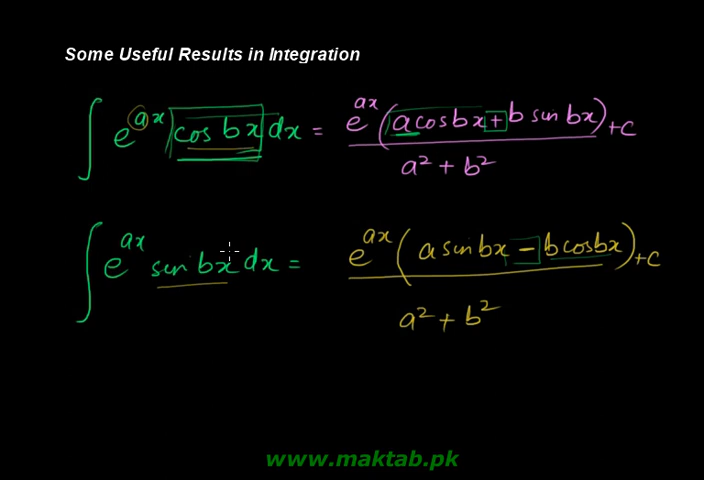 Some Useful Results in Integration
∫ e^{ax} cos bx dx = e^{ax} (a cos bx + b sin bx) / a² + b² + c
∫ e^{ax} sin bx dx = e^{ax} (a sin bx − b cos bx) / a² + b² + c
www.maktab.pk